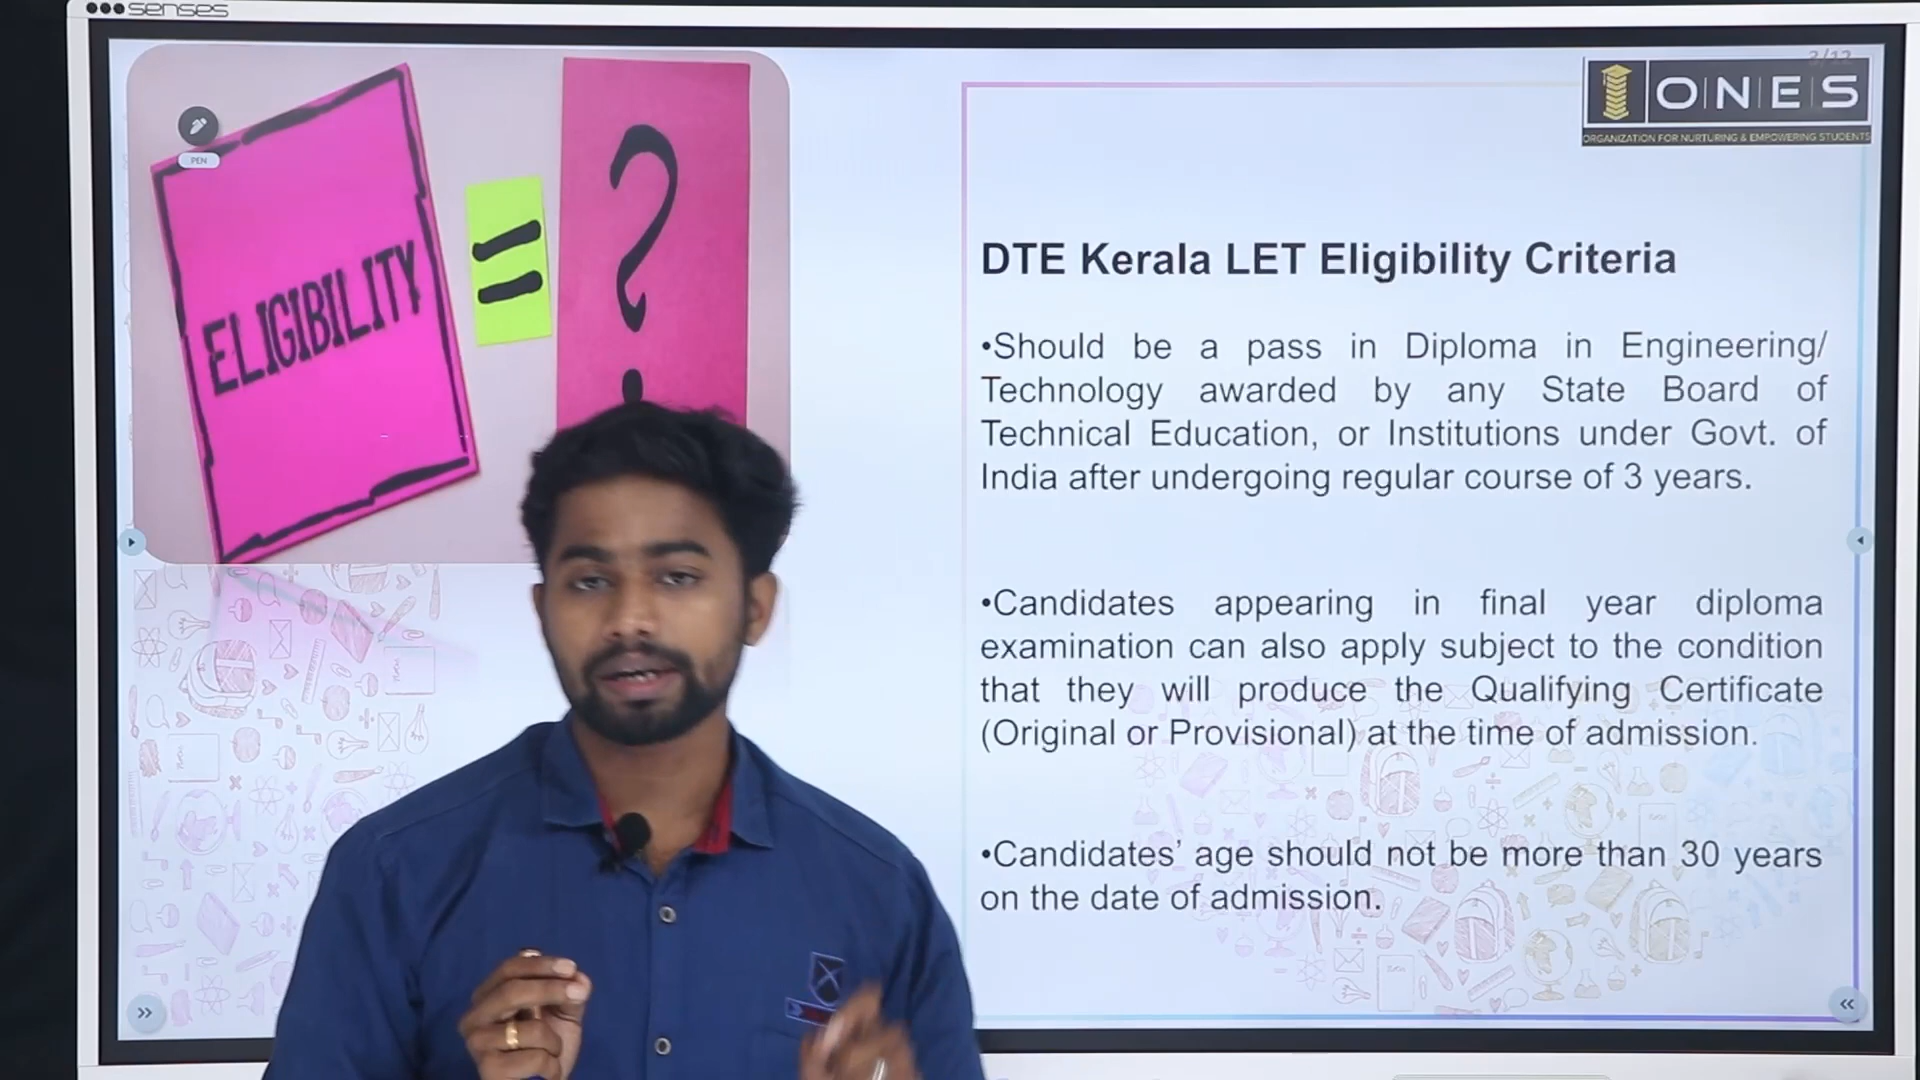 senses
3/12
ONES
ORGANIZATION FOR NURTURING & EMPOWERING STUDENTS
PEN
ELIGIBILITY = ?
DTE Kerala LET Eligibility Criteria
•Should be a pass in Diploma in Engineering/
Technology awarded by any State Board of
Technical Education, or Institutions under Govt. of
India after undergoing regular course of 3 years.
•Candidates appearing in final year diploma
examination can also apply subject to the condition
that they will produce the Qualifying Certificate
(Original or Provisional) at the time of admission.
•Candidates’ age should not be more than 30 years
on the date of admission.